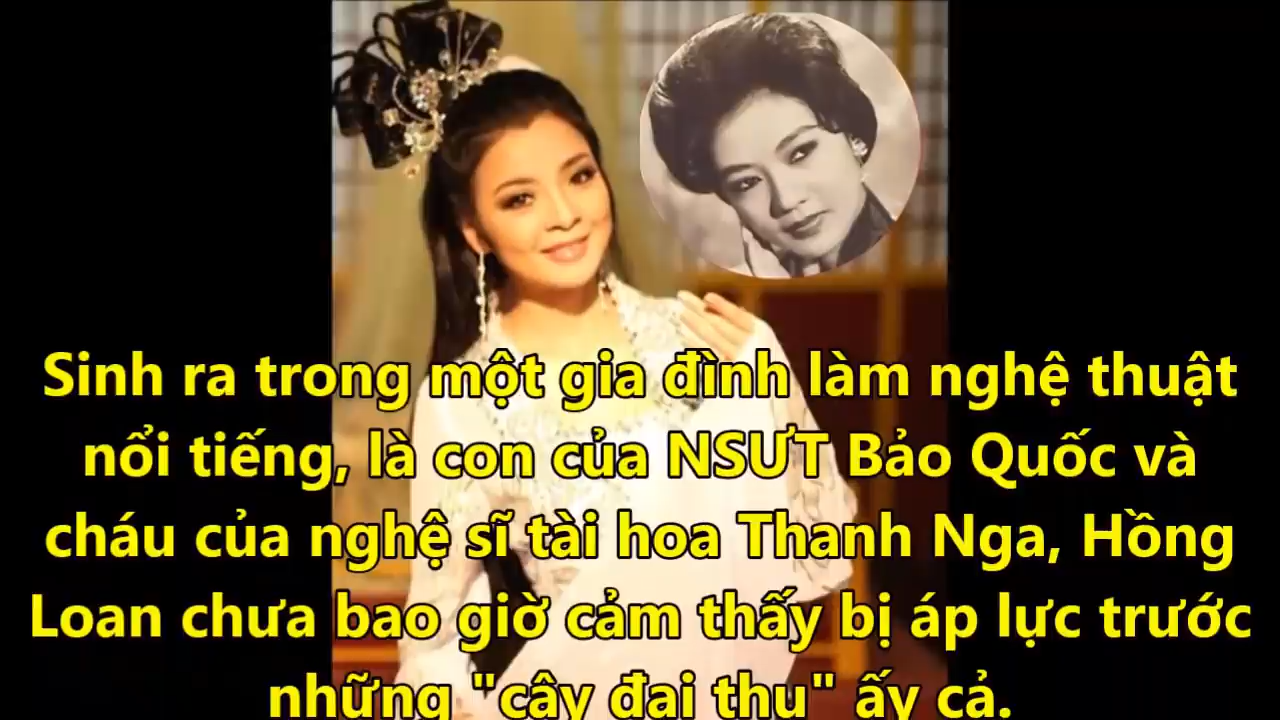 Sinh ra trong một gia đình làm nghệ thuật
nổi tiếng, là con của NSƯT Bảo Quốc và
cháu của nghệ sĩ tài hoa Thanh Nga, Hồng
Loan chưa bao giờ cảm thấy bị áp lực trước
những "cây đại thụ" ấy cả.